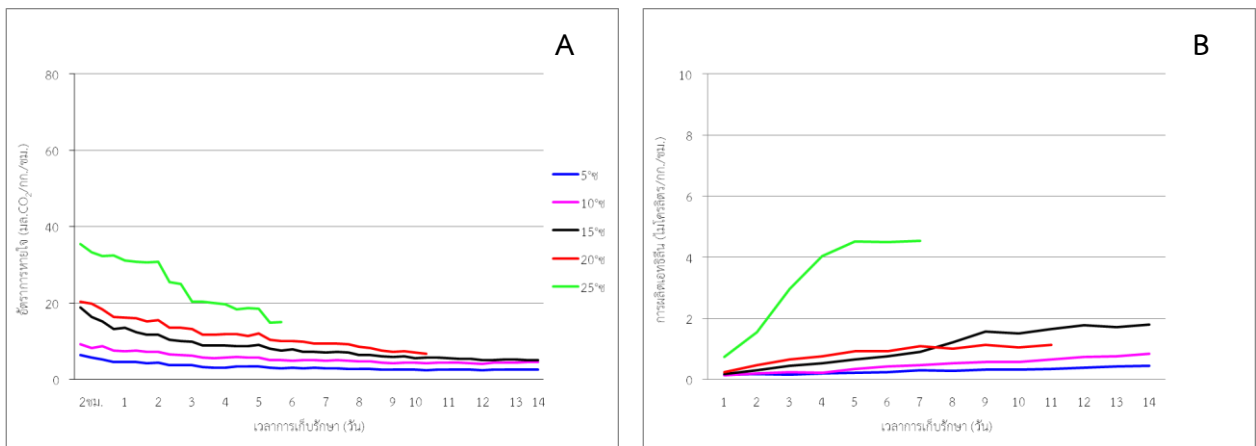 A
80
60
40
20
0
อัตราการหายใจ (มล.CO₂/กก./ชม.)
2ชม. 1 2 3 4 5 6 7 8 9 10 11 12 13 14
เวลาการเก็บรักษา (วัน)
5°ซ
10°ซ
15°ซ
20°ซ
25°ซ
B
10
8
6
4
2
0
การผลิตเอทธิลีน (ไมโครลิตร/กก./ชม.)
1 2 3 4 5 6 7 8 9 10 11 12 13 14
เวลาการเก็บรักษา (วัน)